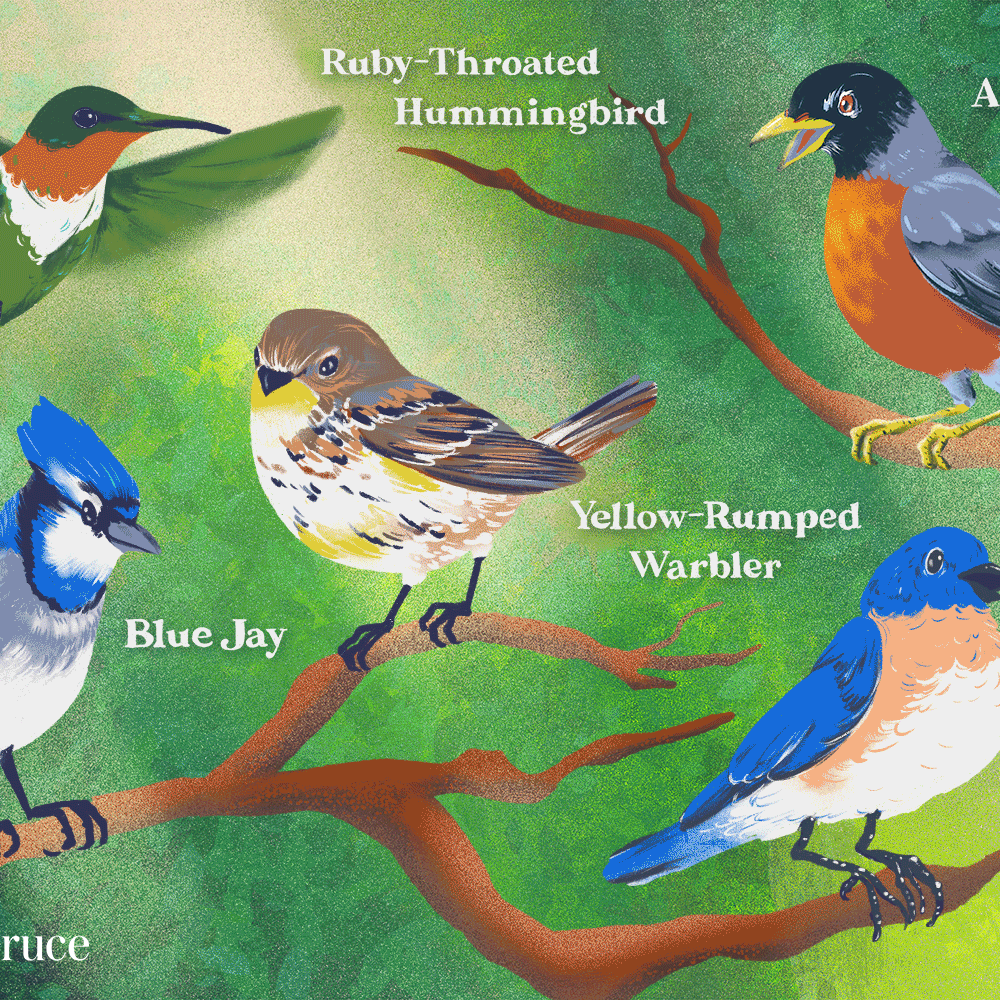 Ruby-Throated
Hummingbird
A
Yellow-Rumped
Warbler
Blue Jay
ruce